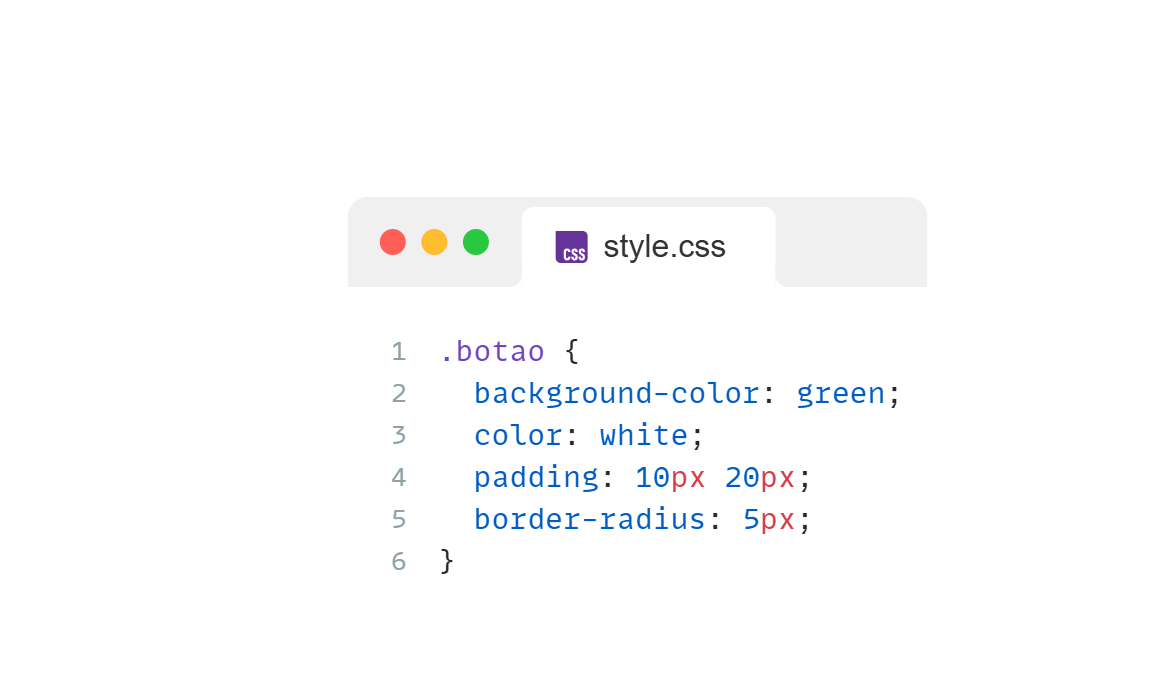 CSS style.css
1 .botao {
2   background-color: green;
3   color: white;
4   padding: 10px 20px;
5   border-radius: 5px;
6 }